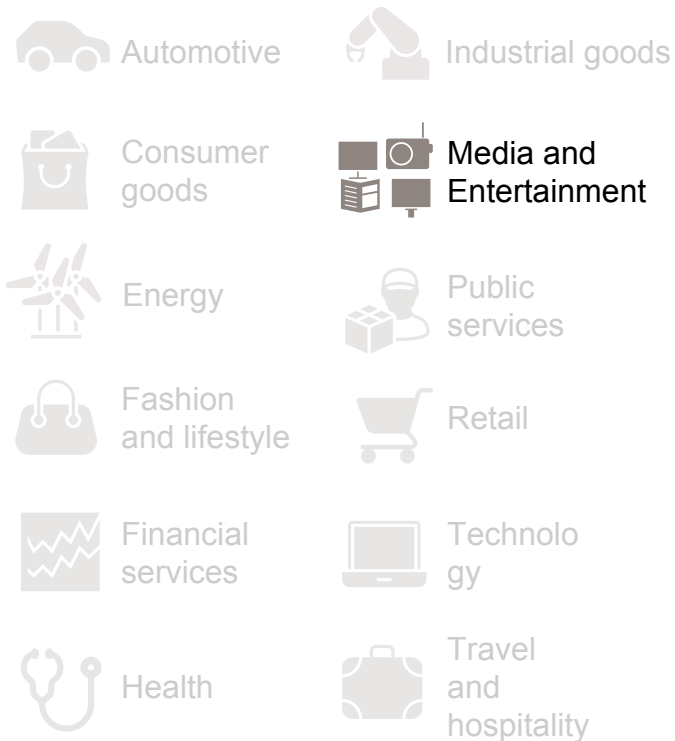 Automotive
Industrial goods
Consumer
goods
Media and
Entertainment
Energy
Public
services
Fashion
and lifestyle
Retail
Financial
services
Technolo
gy
Health
Travel
and
hospitality